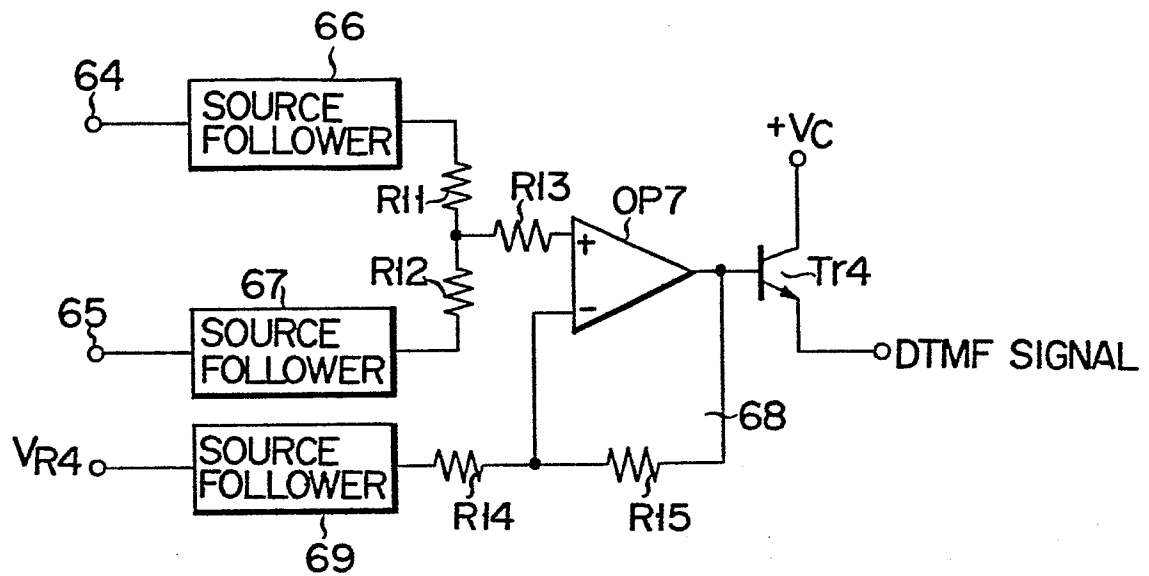 66
64
SOURCE
FOLLOWER
+VC
R11
R13
OP7
+
R12
Tr4
67
65
SOURCE
FOLLOWER
−
DTMF SIGNAL
68
VR4
SOURCE
FOLLOWER
R14
R15
69